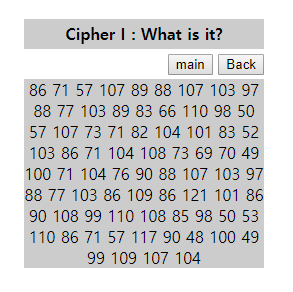 Cipher I : What is it?
main Back
86 71 57 107 89 88 107 103 97
88 77 103 89 83 66 110 98 50
57 107 73 71 82 104 101 83 52
103 86 71 104 108 73 69 70 49
100 71 104 76 90 88 107 103 97
88 77 103 86 109 86 121 101 86
90 108 99 110 108 85 98 50 53
110 86 71 57 117 90 48 100 49
99 109 107 104